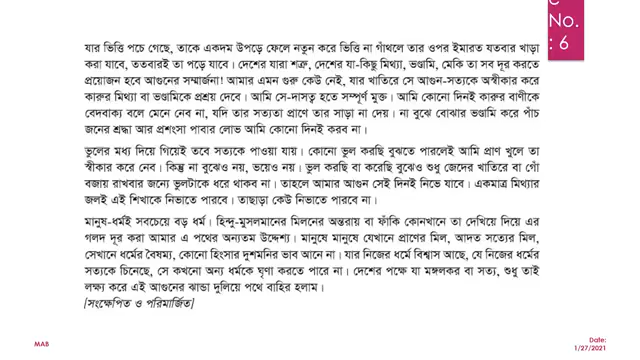 c
No.
: 6
যার ভিত্তি পচে গেছে, তাকে একদম উপড়ে ফেলে নতুন করে ভিত্তি না গাঁথলে তার ওপর ইমারত যতবার খাড়া
করা যাবে, ততবারই তা পড়ে যাবে। দেশের যারা শত্রু, দেশের যা-কিছু মিথ্যা, ভণ্ডামি, মেকি তা সব দূর করতে
প্রয়োজন হবে আগুনের সম্মার্জনা! আমার এমন গুরু কেউ নেই, যার খাতিরে সে আগুন-সত্যকে অস্বীকার করে
কারুর মিথ্যা বা ভণ্ডামিকে প্রশ্রয় দেবে। আমি সে-দাসত্ব হতে সম্পূর্ণ মুক্ত। আমি কোনো দিনই কারুর বাণীকে
বেদবাক্য বলে মেনে নেব না, যদি তার সত্যতা প্রাণে তার সাড়া না দেয়। না বুঝে বোঝার ভণ্ডামি করে পাঁচ
জনের শ্রদ্ধা আর প্রশংসা পাবার লোভ আমি কোনো দিনই করব না।
ভুলের মধ্য দিয়ে গিয়েই তবে সত্যকে পাওয়া যায়। কোনো ভুল করছি বুঝতে পারলেই আমি প্রাণ খুলে তা
স্বীকার করে নেব। কিন্তু না বুঝেও নয়, ভয়েও নয়। ভুল করছি বা করেছি বুঝেও শুধু জেদের খাতিরে বা গোঁ
বজায় রাখবার জন্যে ভুলটাকে ধরে থাকব না। তাহলে আমার আগুন সেই দিনই নিভে যাবে। একমাত্র মিথ্যার
জলই এই শিখাকে নিভাতে পারবে। তাছাড়া কেউ নিভাতে পারবে না।
মানুষ-ধর্মই সবচেয়ে বড় ধর্ম। হিন্দু-মুসলমানের মিলনের অন্তরায় বা ফাঁকি কোনখানে তা দেখিয়ে দিয়ে এর
গলদ দূর করা আমার এ পথের অন্যতম উদ্দেশ্য। মানুষে মানুষে যেখানে প্রাণের মিল, আদত সত্যের মিল,
সেখানে ধর্মের বৈষম্য, কোনো হিংসার দুশমনির ভাব আনে না। যার নিজের ধর্মে বিশ্বাস আছে, যে নিজের ধর্মের
সত্যকে চিনেছে, সে কখনো অন্য ধর্মকে ঘৃণা করতে পারে না। দেশের পক্ষে যা মঙ্গলকর বা সত্য, শুধু তাই
লক্ষ্য করে এই আগুনের ঝান্ডা দুলিয়ে পথে বাহির হলাম।
[সংক্ষেপিত ও পরিমার্জিত]
MAB
Date:
1/27/2021